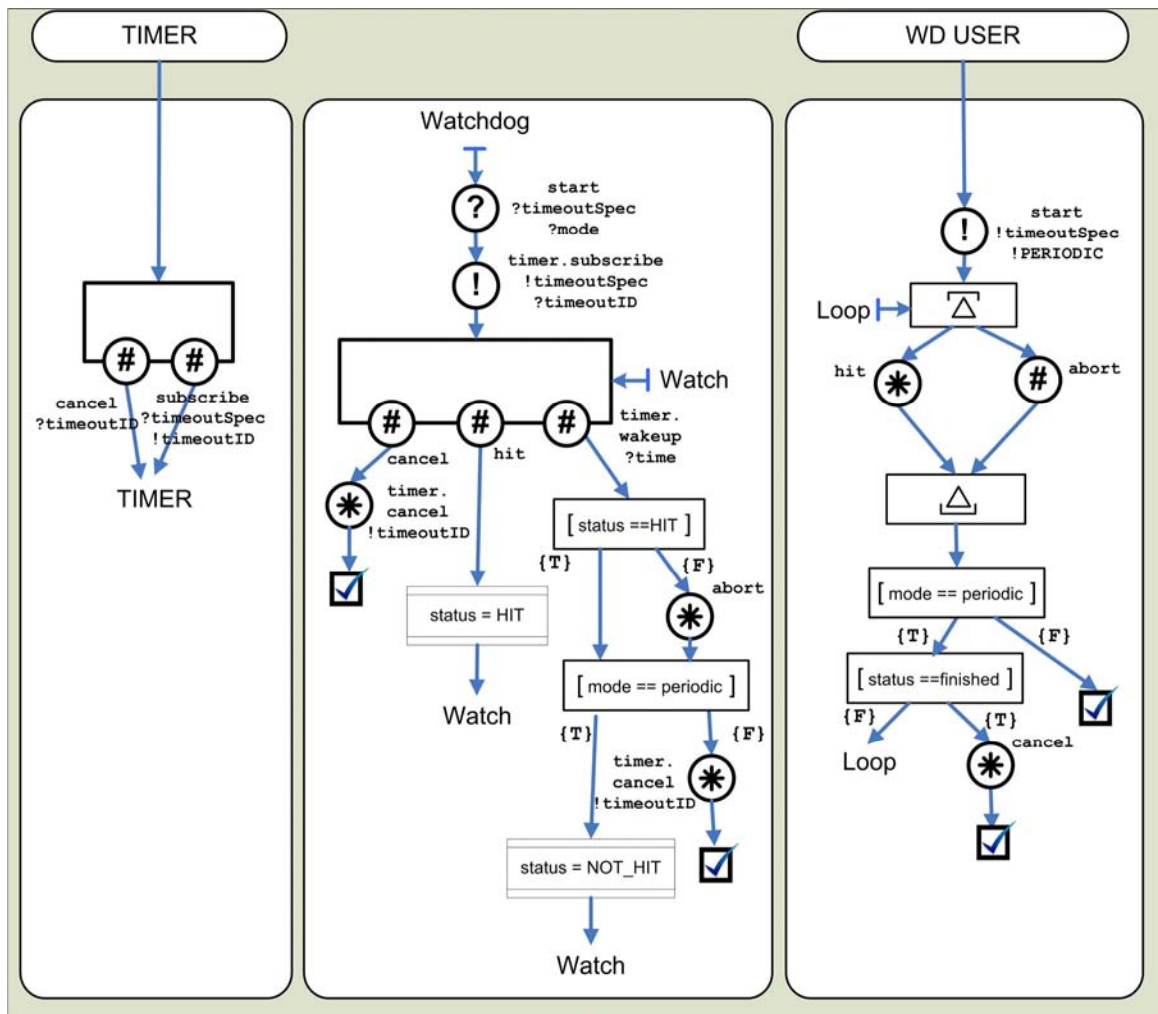 TIMER
WD USER
cancel
?timeoutID
subscribe
?timeoutSpec
!timeoutID
TIMER
Watchdog
?
start
?timeoutSpec
?mode
!
timer.subscribe
!timeoutSpec
?timeoutID
Watch
#
#
#
#
#
cancel
hit
timer.
wakeup
?time
timer.
cancel
!timeoutID
[ status ==HIT ]
{T}
{F}
abort
status = HIT
Watch
[ mode == periodic ]
{T}
{F}
timer.
cancel
!timeoutID
status = NOT_HIT
Watch
!
start
!timeoutSpec
!PERIODIC
Loop
hit
#
abort
[ mode == periodic ]
{T}
{F}
[ status ==finished ]
{F}
{T}
Loop
cancel